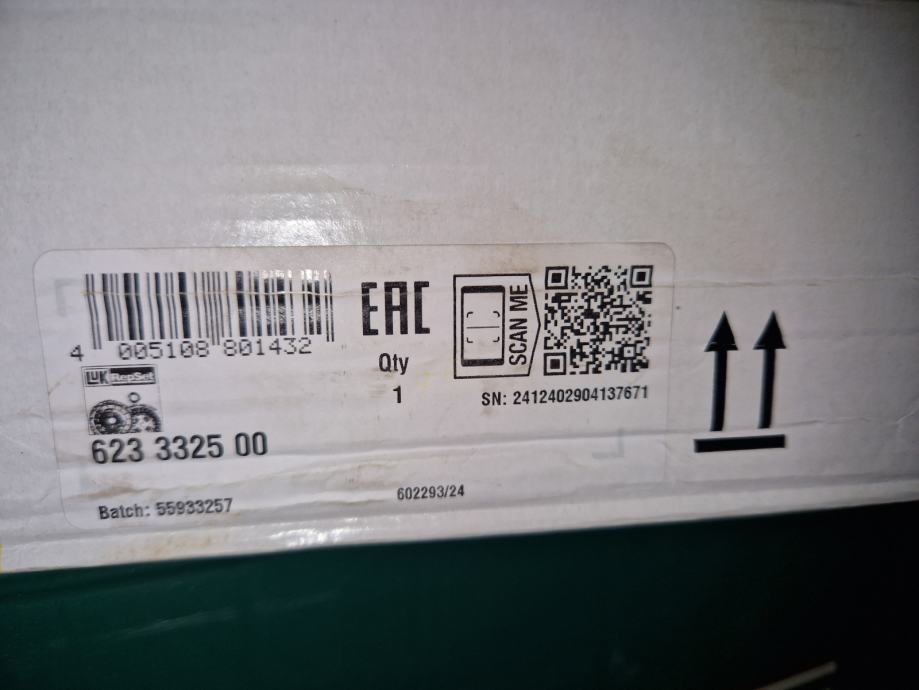 4 005108 801432
EAC
Qty
1
SCAN ME
SN: 2412402904137671
LUK RepSet
623 3325 00
Batch: 55933257
602293/24